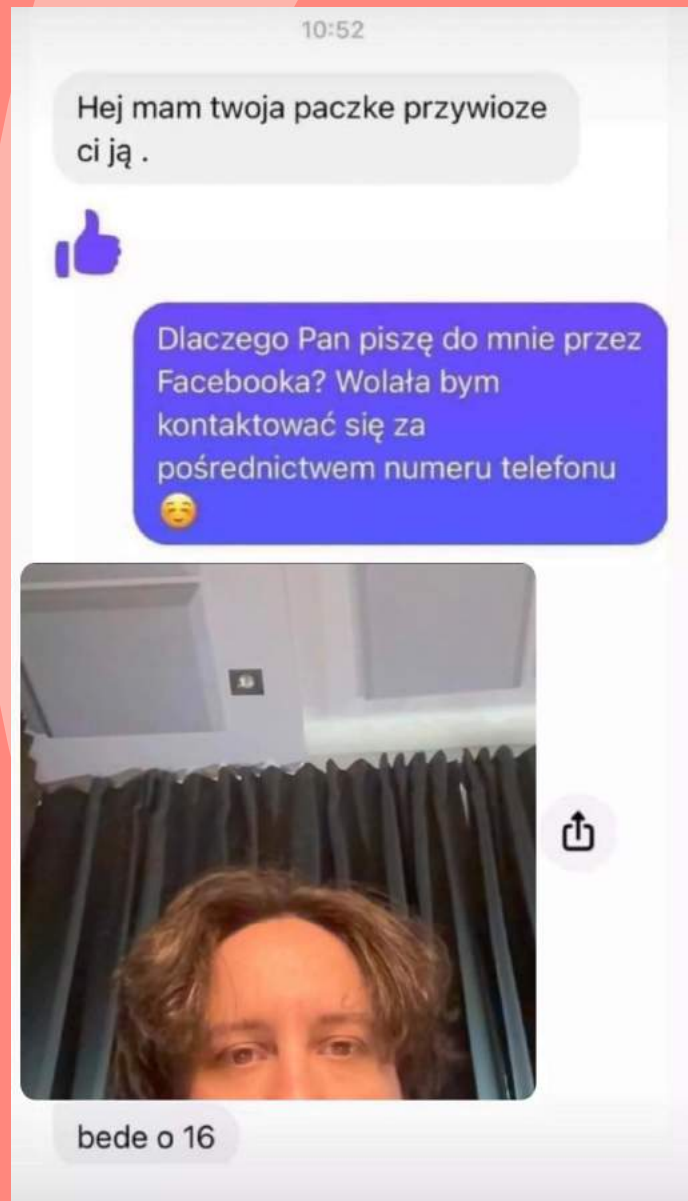 10:52
Hej mam twoja paczke przywioze
ci ją .
Dlaczego Pan piszę do mnie przez
Facebooka? Wolała bym
kontaktować się za
pośrednictwem numeru telefonu
☺️
bede o 16